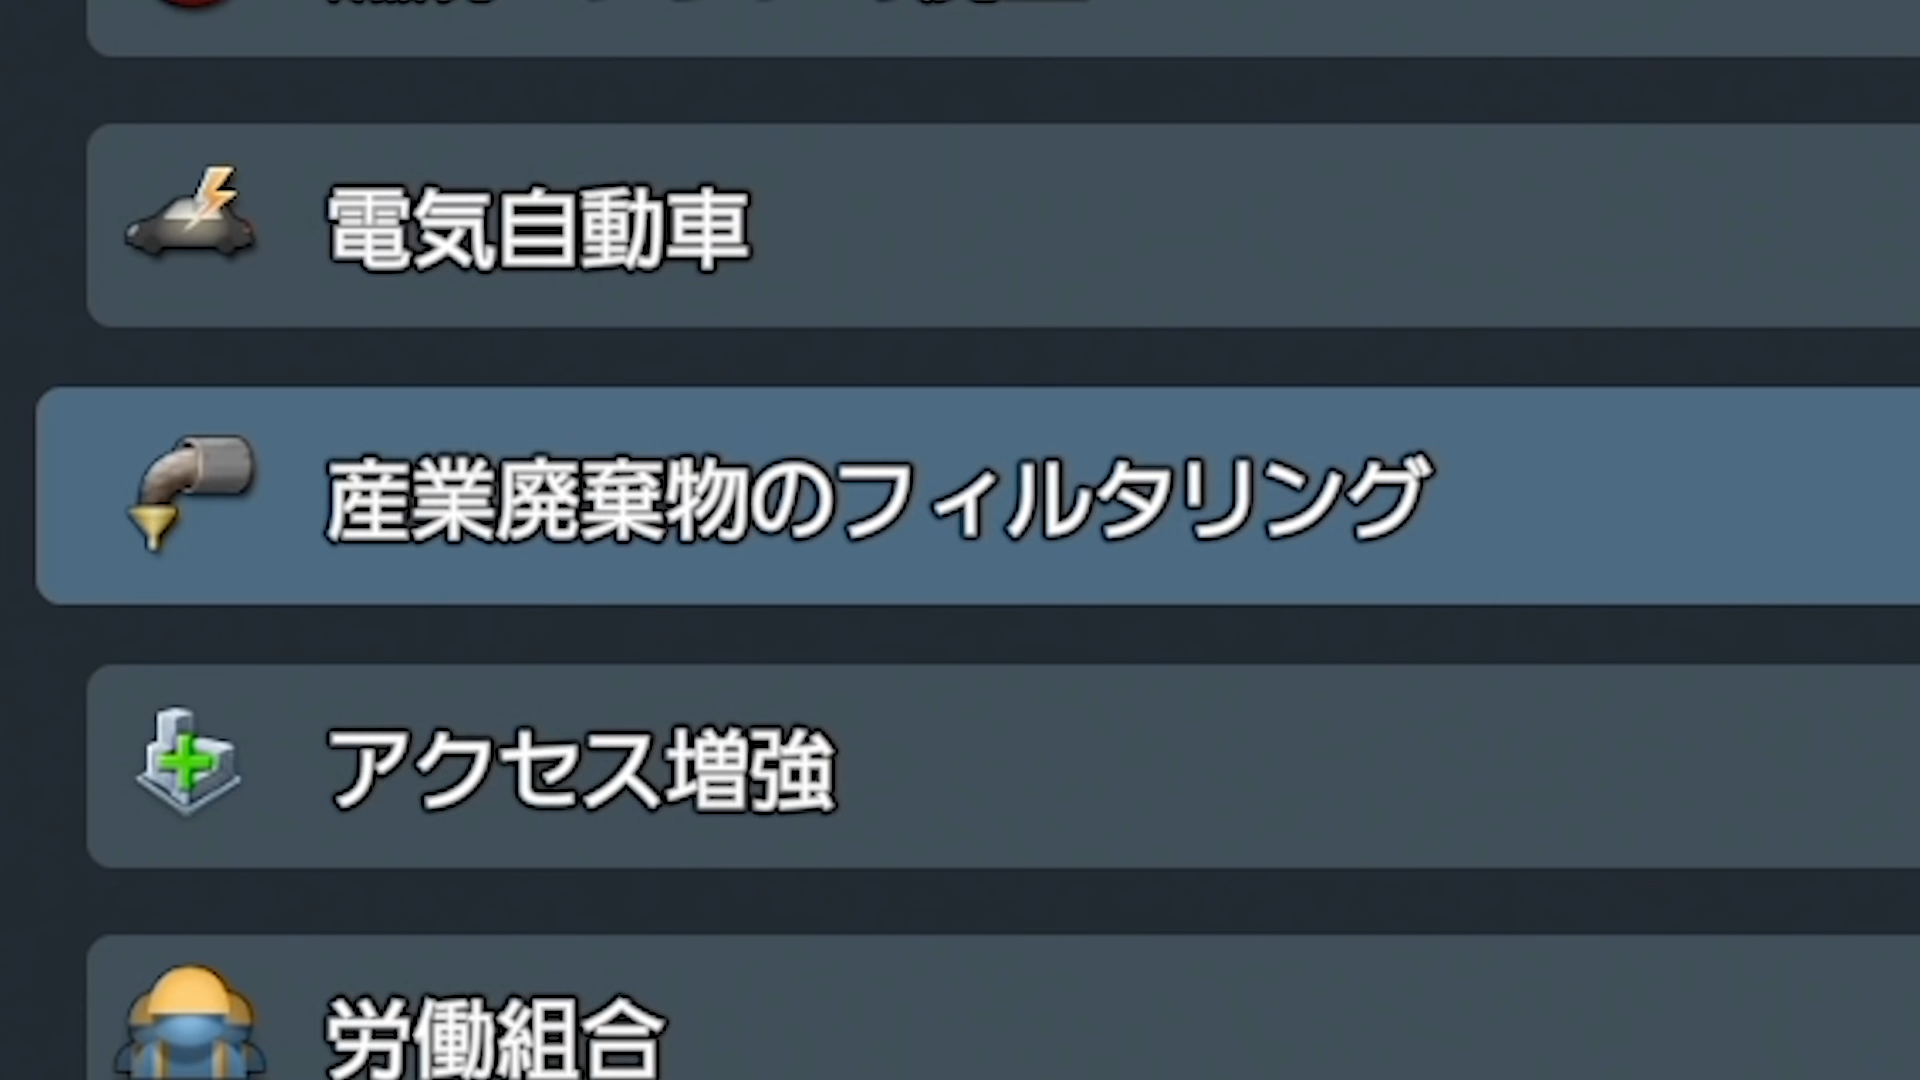 電気自動車
産業廃棄物のフィルタリング
アクセス増強
労働組合